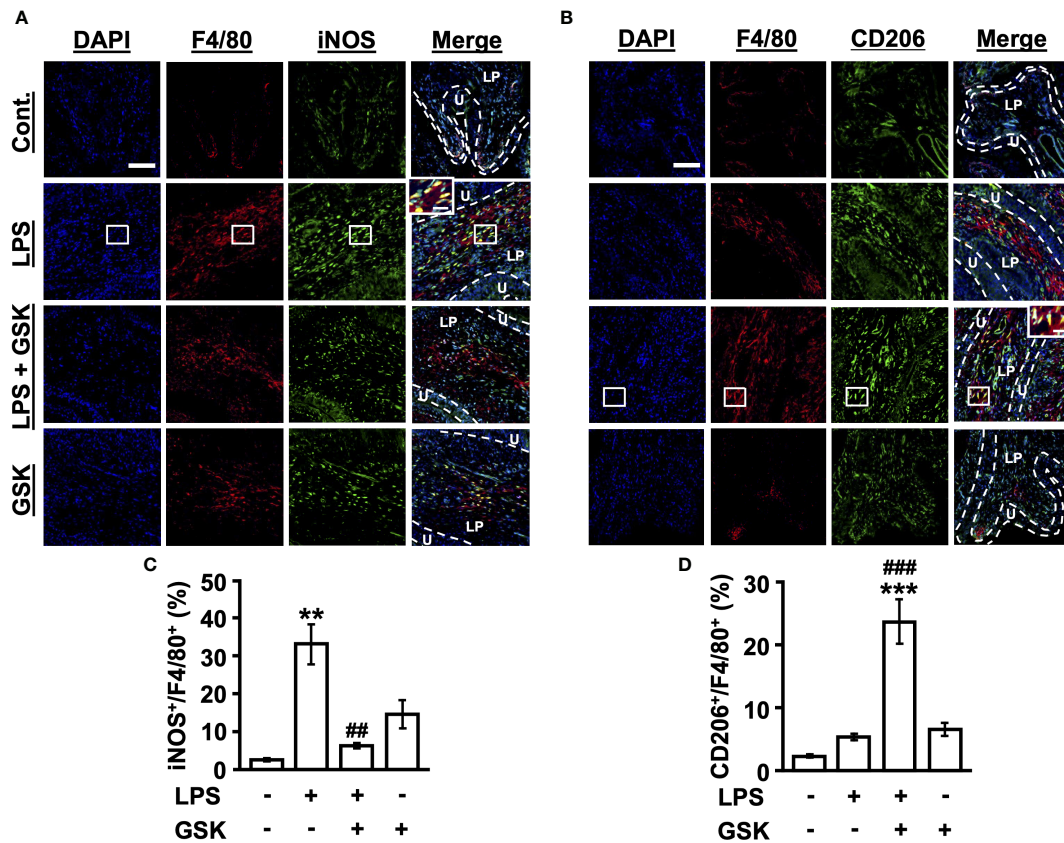 A
DAPI F4/80 iNOS Merge
Cont.
LP
U
LPS
U
LP
U
LPS + GSK
LP
U
U
GSK
U
LP
U
B
DAPI F4/80 CD206 Merge
LP
U
LP
U
U
LP
U
LP
U
C
iNOS+/F4/80+ (%)
50
40
30
20
10
0
**
##
LPS - + + -
GSK - - + +
D
CD206+/F4/80+ (%)
30
20
10
0
###
***
LPS - + + -
GSK - - + +